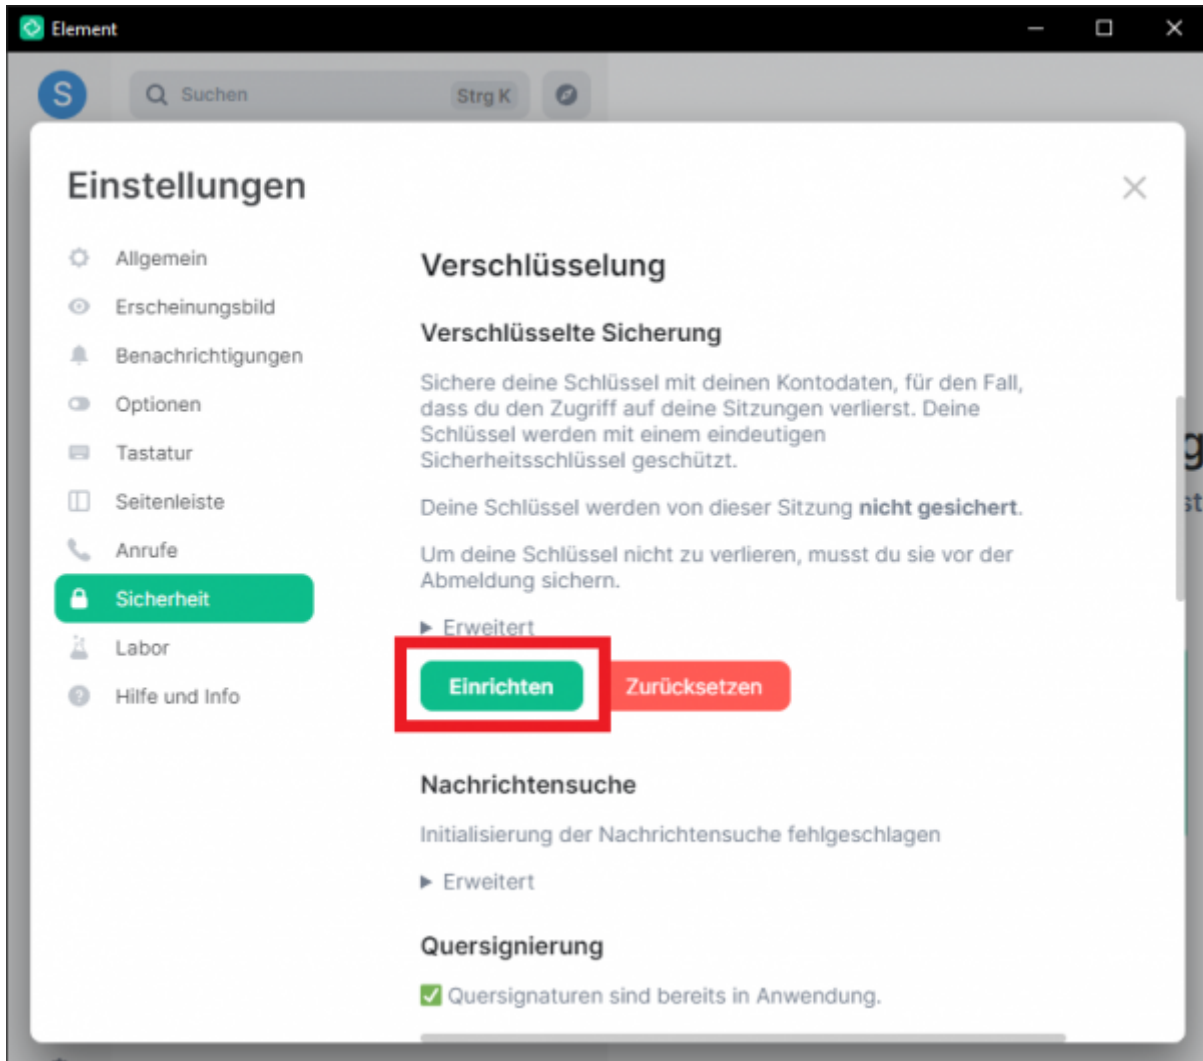 Element
S
Suchen
Strg K
Einstellungen
Allgemein
Erscheinungsbild
Benachrichtigungen
Optionen
Tastatur
Seitenleiste
Anrufe
Sicherheit
Labor
Hilfe und Info
Verschlüsselung
Verschlüsselte Sicherung
Sichere deine Schlüssel mit deinen Kontodaten, für den Fall,
dass du den Zugriff auf deine Sitzungen verlierst. Deine
Schlüssel werden mit einem eindeutigen
Sicherheitsschlüssel geschützt.
Deine Schlüssel werden von dieser Sitzung nicht gesichert.
Um deine Schlüssel nicht zu verlieren, musst du sie vor der
Abmeldung sichern.
Erweitert
Einrichten
Zurücksetzen
Nachrichtensuche
Initialisierung der Nachrichtensuche fehlgeschlagen
Erweitert
Quersignierung
Quersignaturen sind bereits in Anwendung.